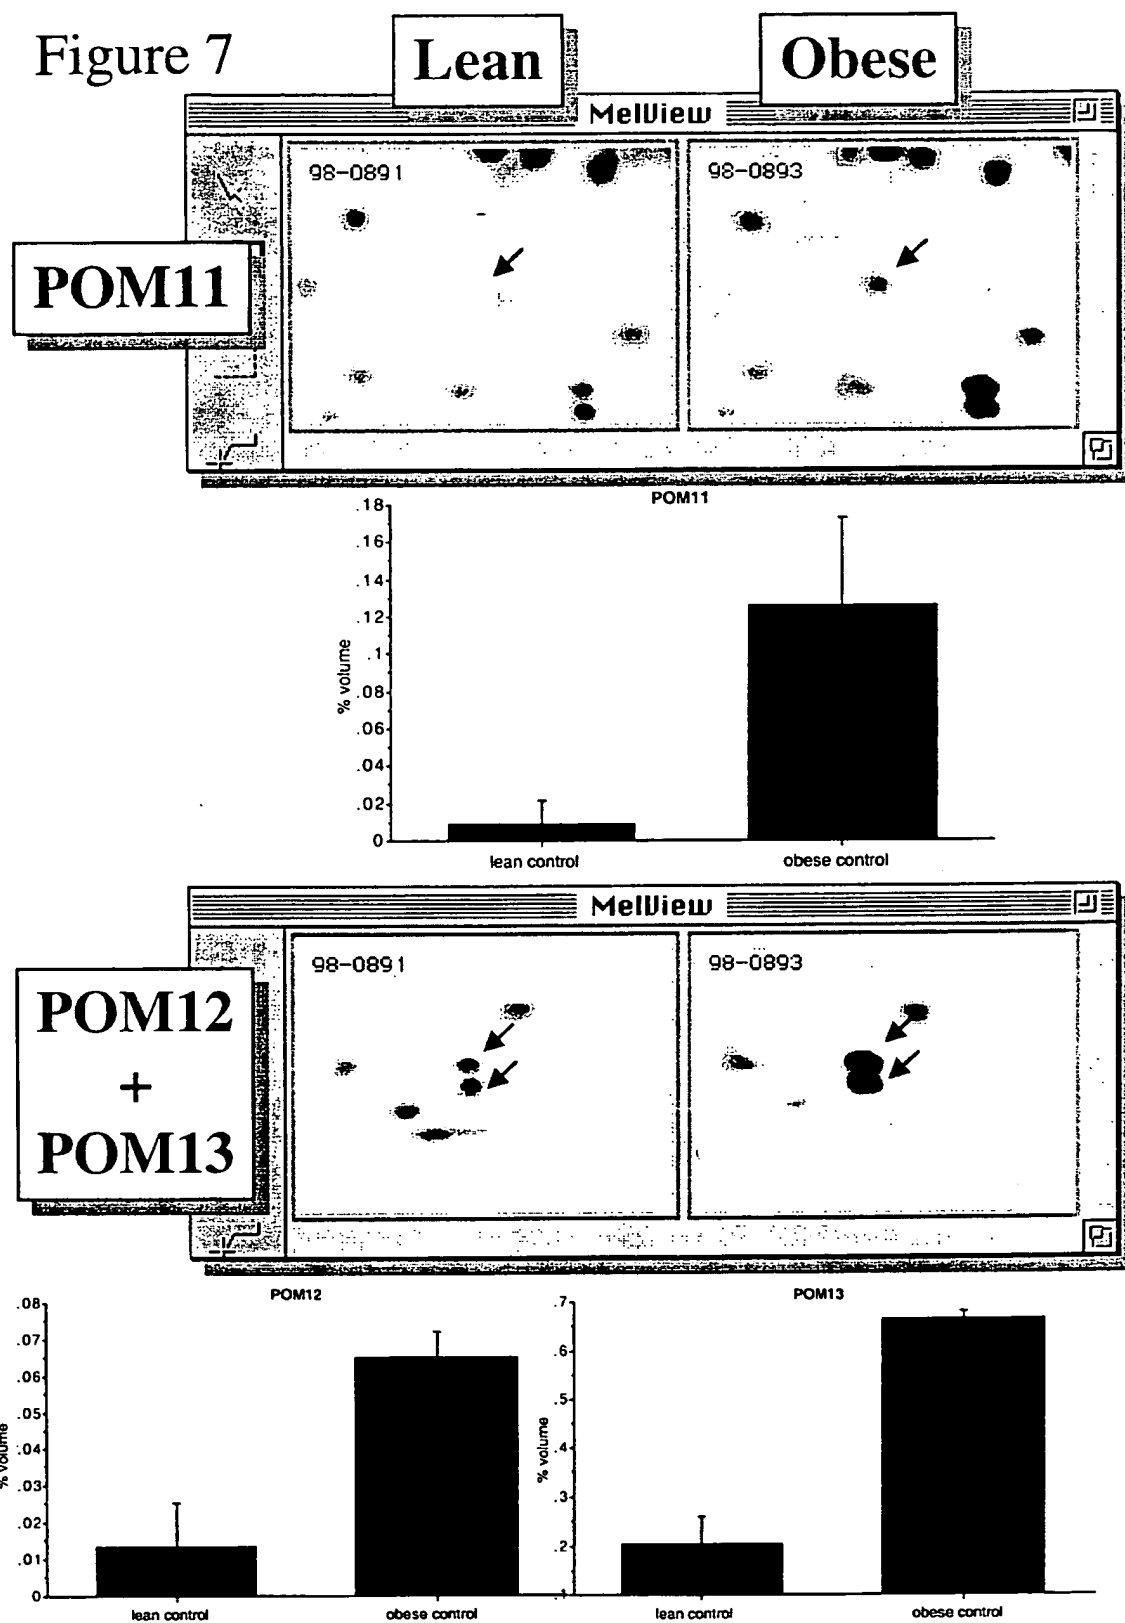 Figure 7
Lean
Obese
MelView
98-0891
98-0893
POM11
POM11
.18
.16
.14
.12
.1
.08
.06
.04
.02
0
% volume
lean control
obese control
MelView
98-0891
98-0893
POM12
+
POM13
POM12
.08
.07
.06
.05
.04
.03
.02
.01
0
% volume
lean control
obese control
POM13
.7
.6
.5
.4
.3
.2
.1
% volume
lean control
obese control